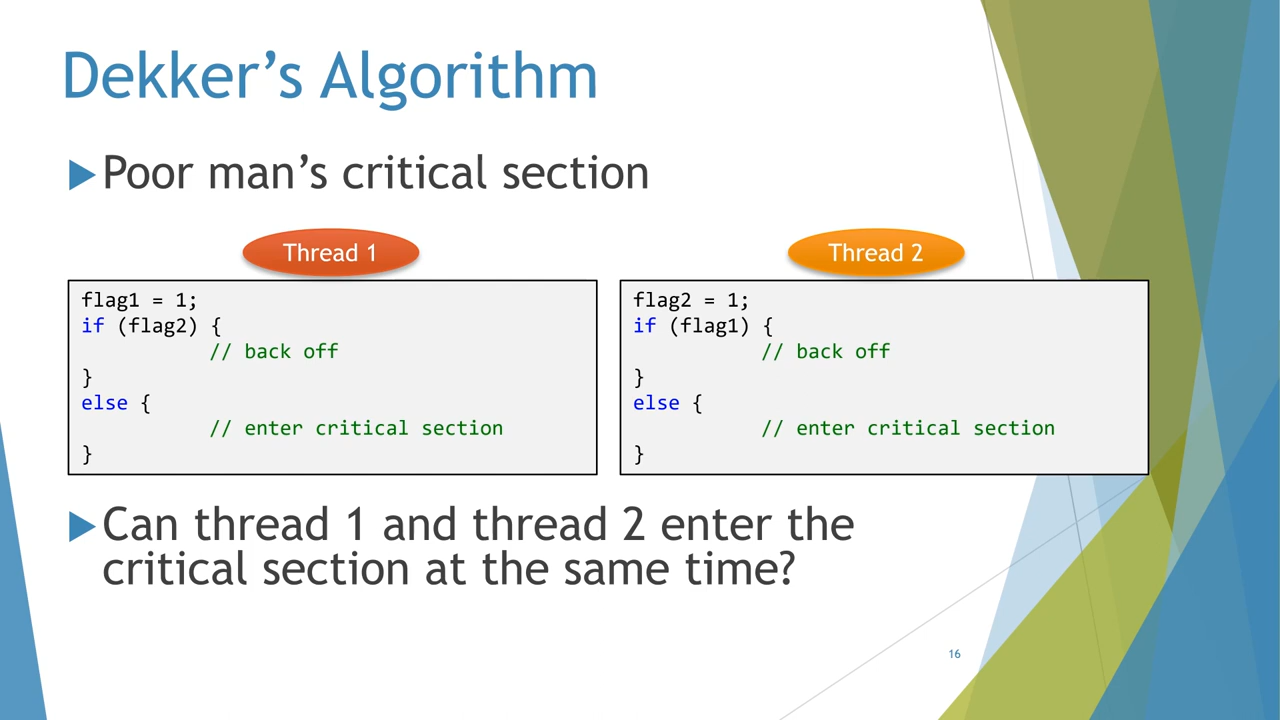 Dekker’s Algorithm
Poor man’s critical section
Thread 1
flag1 = 1;
if (flag2) {
// back off
}
else {
// enter critical section
}
Thread 2
flag2 = 1;
if (flag1) {
// back off
}
else {
// enter critical section
}
Can thread 1 and thread 2 enter the
critical section at the same time?
16